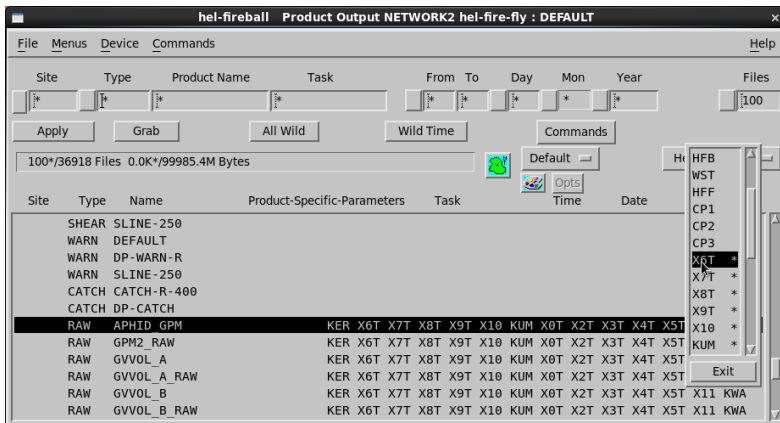 hel-fireball Product Output NETWORK2 hel-fire-fly : DEFAULT
File Menus Device Commands Help
Site Type Product Name Task From To Day Mon Year Files
* * * * * * * * * 100
Apply Grab All Wild Wild Time Commands
100*/36918 Files 0.0K*/99985.4M Bytes
Default
He
Opts
Site Type Name Product-Specific-Parameters Task Time Date
SHEAR SLINE-250
WARN DEFAULT
WARN DP-WARN-R
WARN SLINE-250
CATCH CATCH-R-400
CATCH DP-CATCH
RAW APHID_GPM KER X6T X7T X8T X9T X10 KUM X0T X2T X3T X4T X5T
RAW GPM2_RAW KER X6T X7T X8T X9T X10 KUM X0T X2T X3T X4T X5T
RAW GVVOL_A KER X6T X7T X8T X9T X10 KUM X0T X2T X3T X4T X5T
RAW GVVOL_A_RAW KER X6T X7T X8T X9T X10 KUM X0T X2T X3T X4T X5T
RAW GVVOL_B KER X6T X7T X8T X9T X10 KUM X0T X2T X3T X4T X5T X11 KWA
RAW GVVOL_B_RAW KER X6T X7T X8T X9T X10 KUM X0T X2T X3T X4T X5T X11 KWA
HFB
WST
HFF
CP1
CP2
CP3
X6T *
X7T *
X8T *
X9T *
X10 *
KUM *
Exit